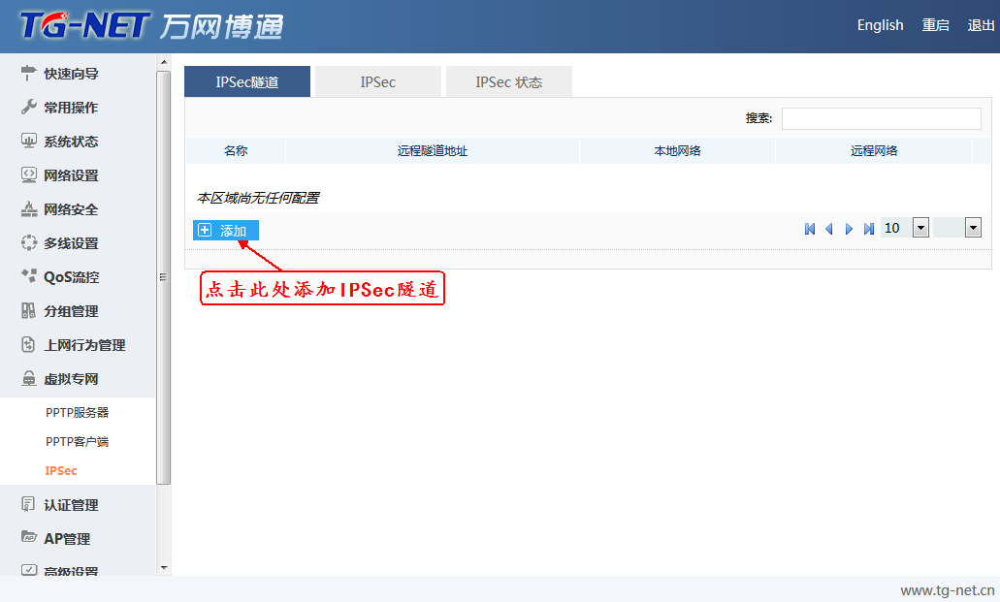 TG-NET 万网博通
English 重启 退出
快速向导
常用操作
系统状态
网络设置
网络安全
多线设置
QoS流控
分组管理
上网行为管理
虚拟专网
PPTP服务器
PPTP客户端
IPSec
认证管理
AP管理
高级设置
IPSec隧道 IPSec IPSec 状态
搜索:
名称 远程隧道地址 本地网络 远程网络
本区域尚无任何配置
添加 10
点击此处添加IPSec隧道
www.tg-net.cn